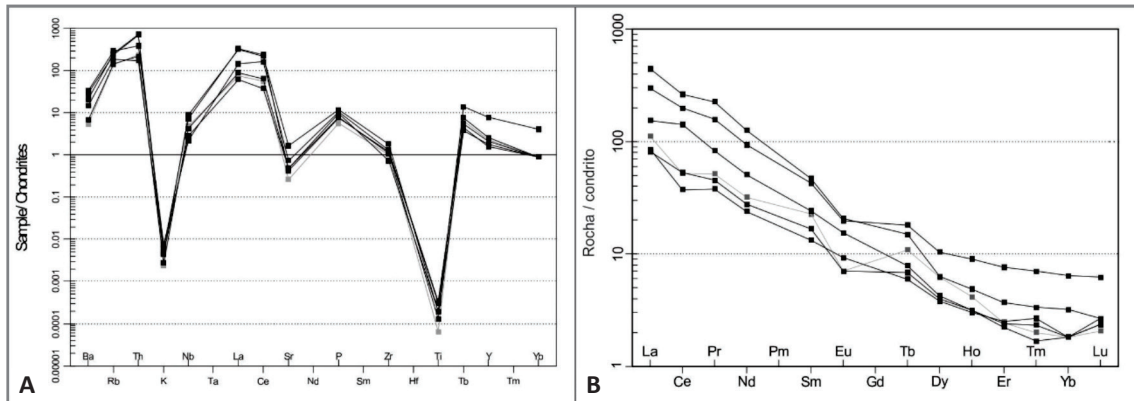 Sample/ Chondrites
1000
100
10
1
0.1
0.01
0.001
0.0001
0.00001
Ba Th Nb La Sr P Zr Ti Y Yb
Rb K Ta Ce Nd Sm Hf Tb Tm
A
Rocha / condrito
1000
100
10
1
La Pr Pm Eu Tb Ho Tm Lu
Ce Nd Sm Gd Dy Er Yb
B